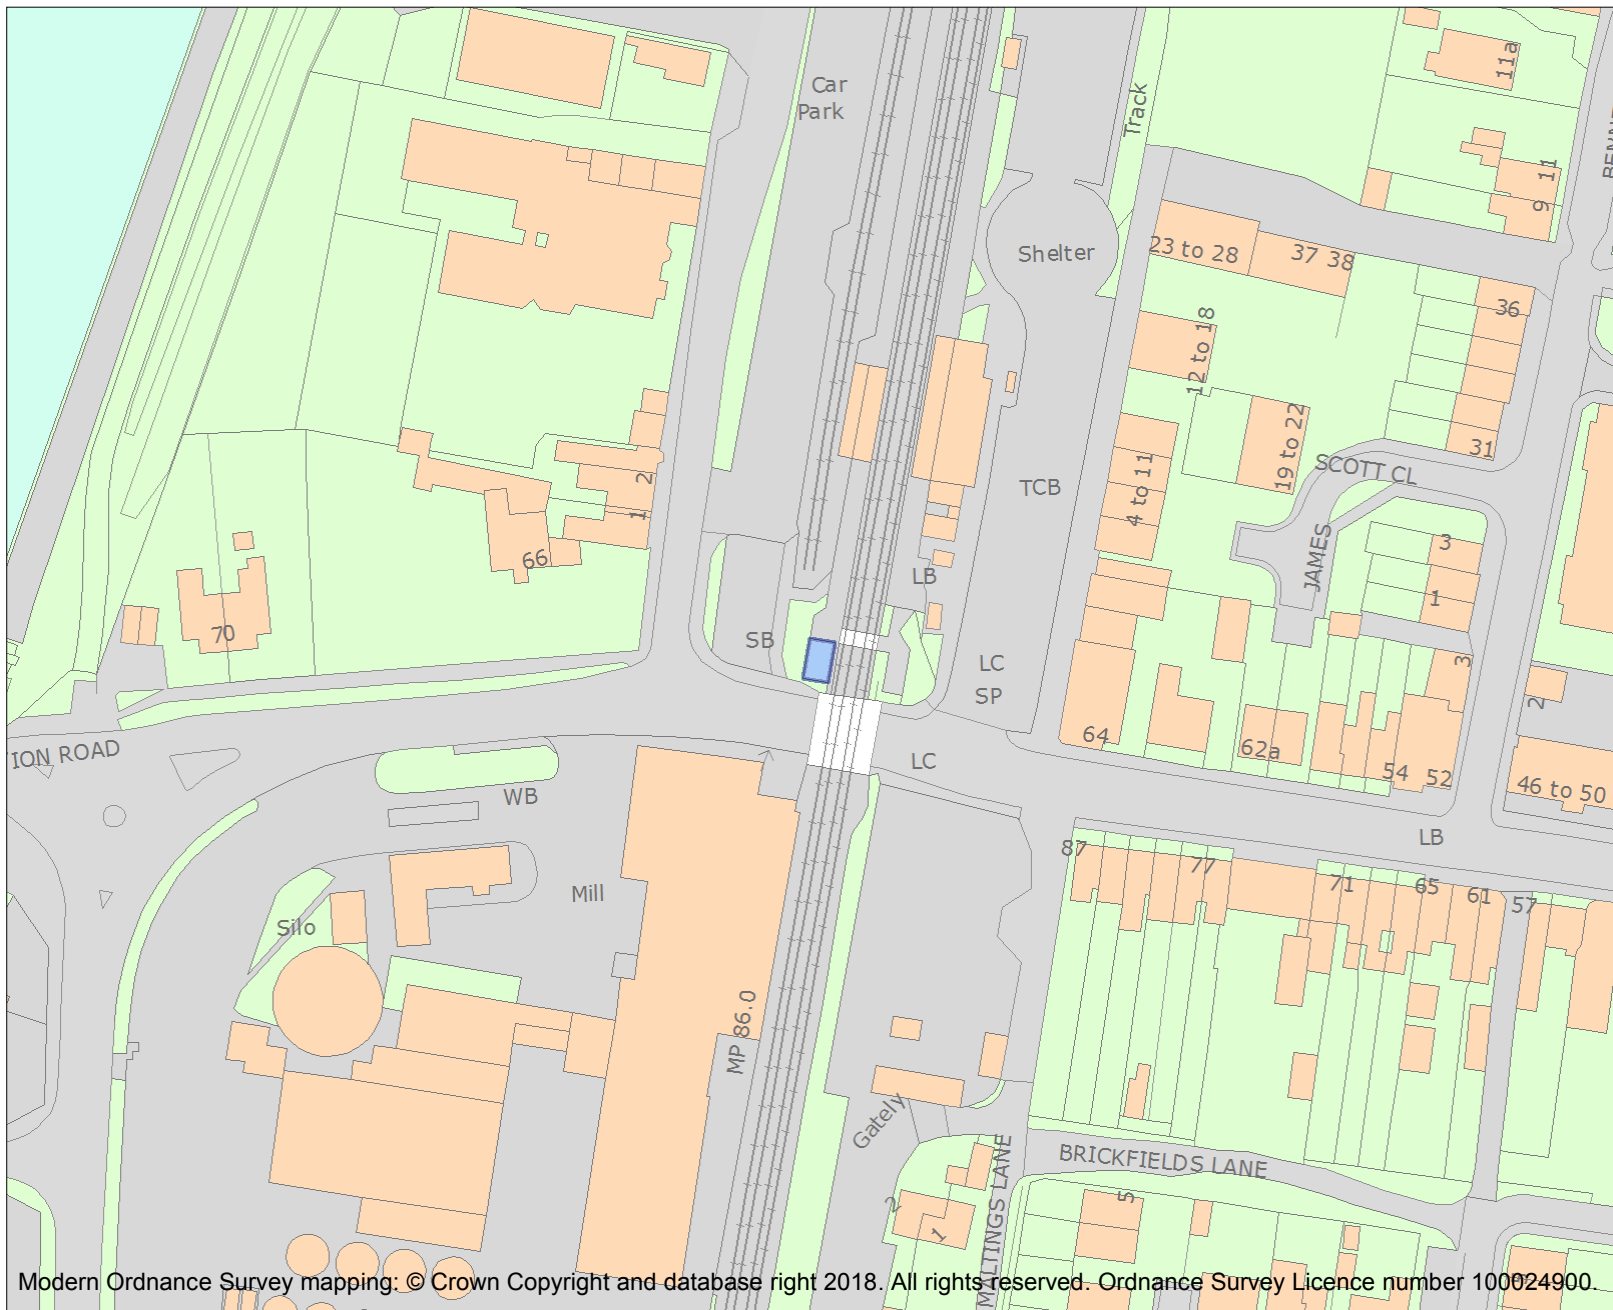 Car
Park
Track
11a
11
9
Shelter
23 to 28
37 38
36
12 to 18
19 to 22
31
SCOTT CL
TCB
4 to 11
JAMES
3
1
2
1
66
70
LB
SB
LC
SP
3
2
64
62a
54
52
46 to 50
ION ROAD
LC
WB
LB
87
77
71
65
61
57
Mill
Silo
MP 86.0
Gately
BRICKFIELDS LANE
MALTINGS LANE
5
2
1
Modern Ordnance Survey mapping: © Crown Copyright and database right 2018. All rights reserved. Ordnance Survey Licence number 100024900.